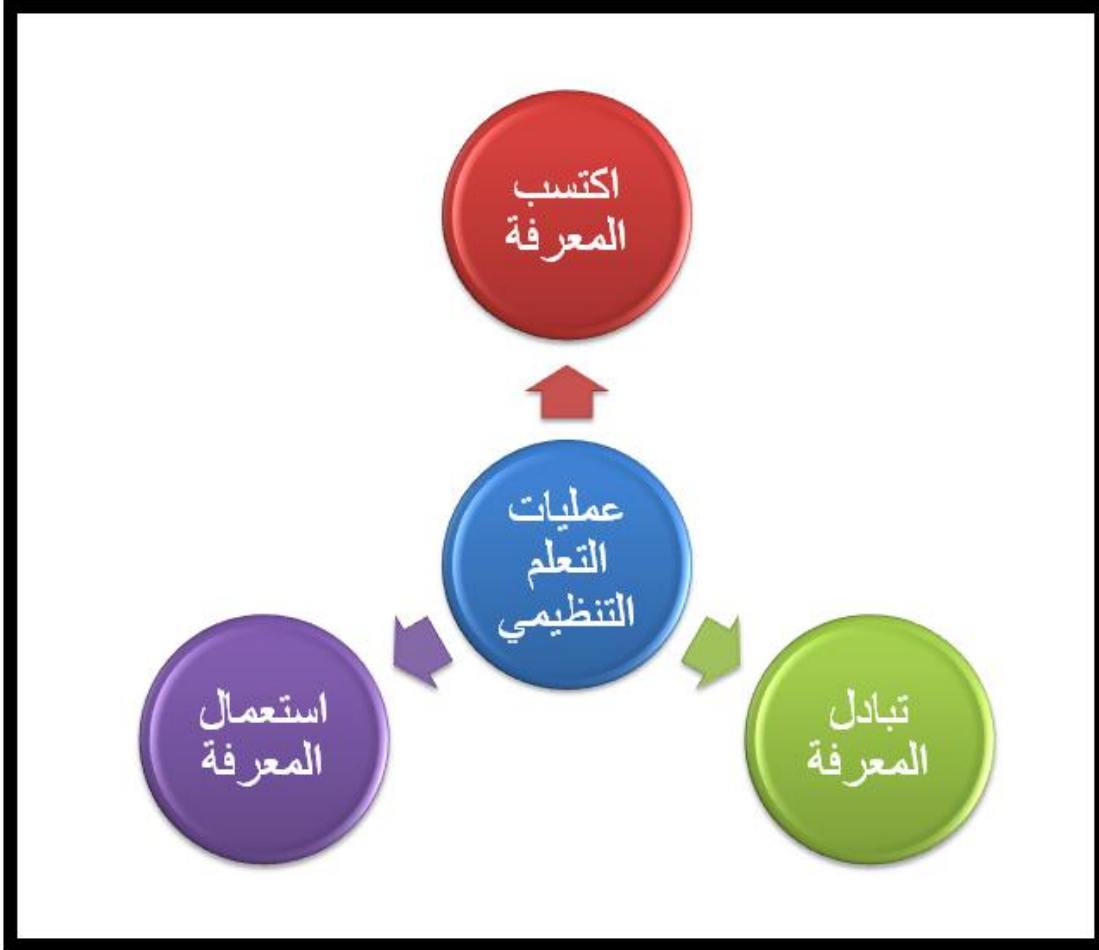 اكتسب
المعرفة
عمليات
التعلم
التنظيمي
تبادل
المعرفة
استعمال
المعرفة